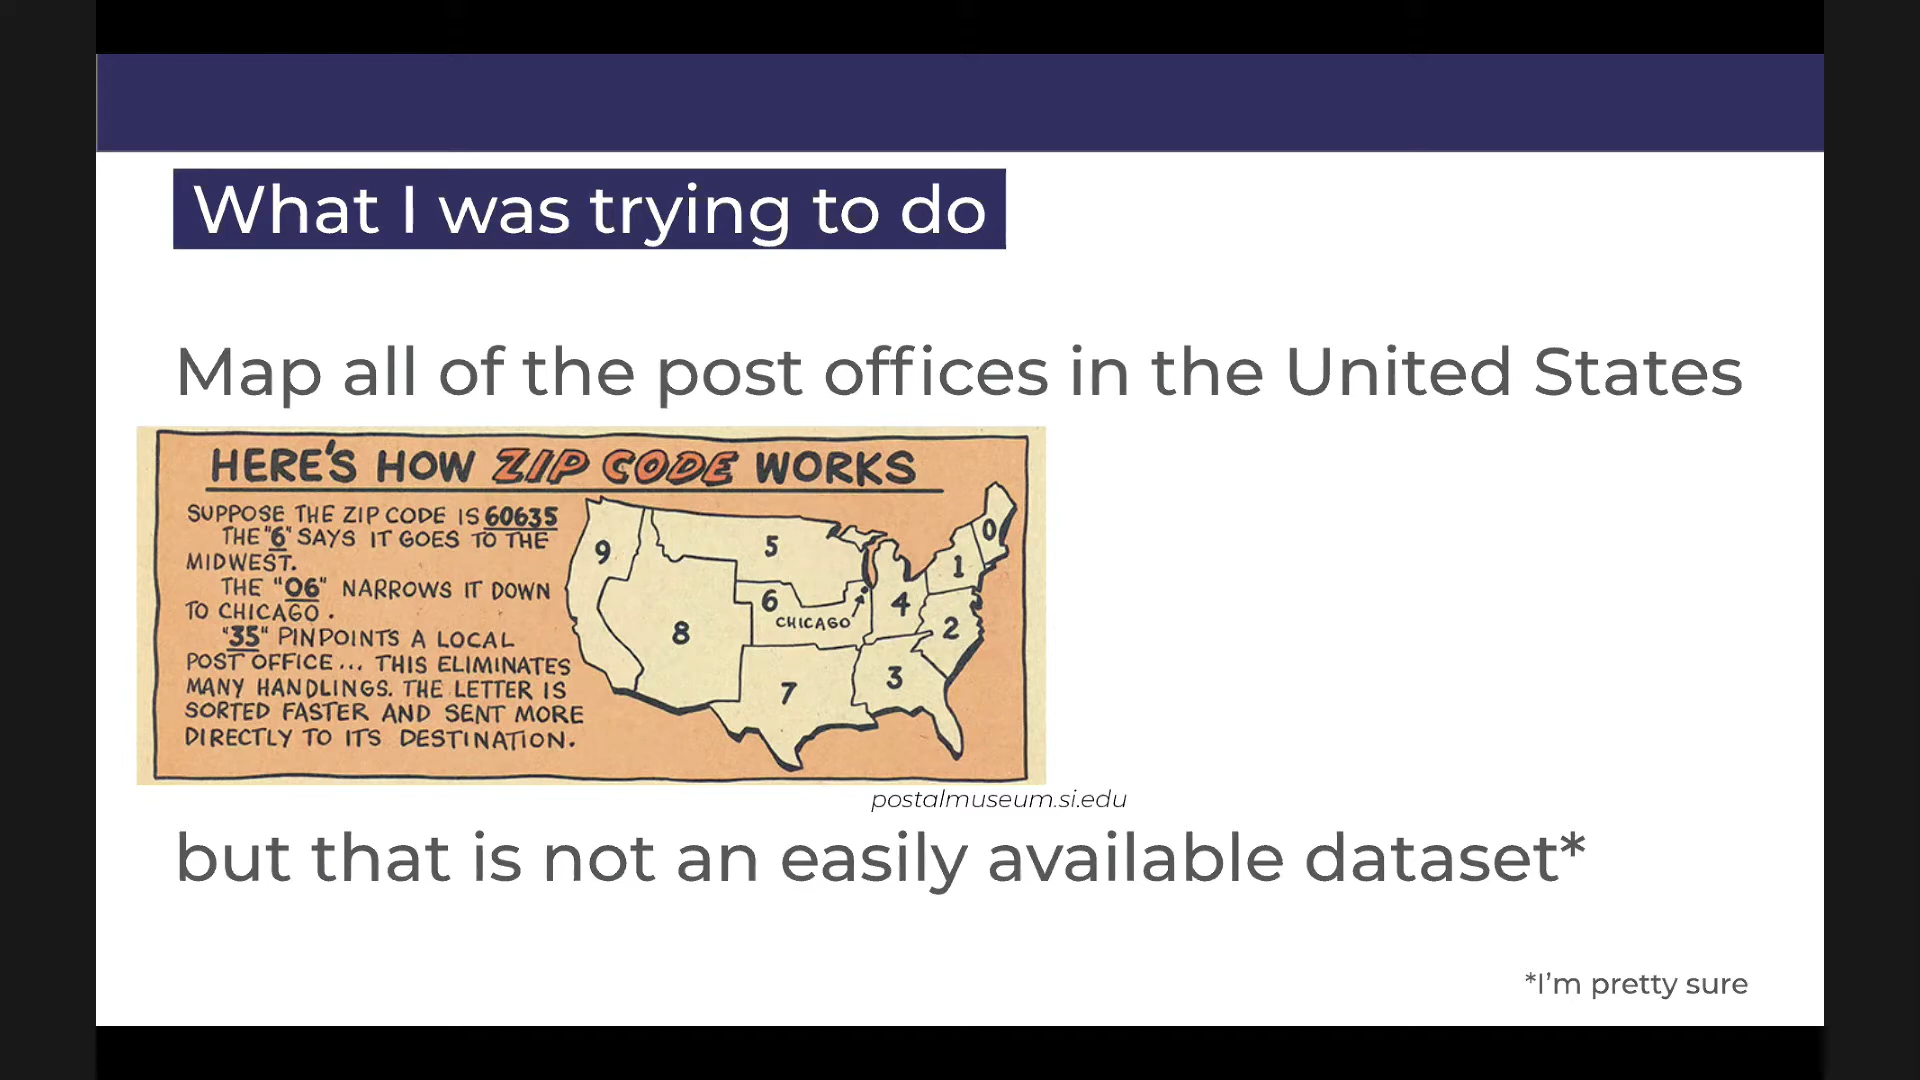 What I was trying to do
Map all of the post offices in the United States
HERE'S HOW ZIP CODE WORKS
SUPPOSE THE ZIP CODE IS 60635
THE "6" SAYS IT GOES TO THE
MIDWEST.
THE "06" NARROWS IT DOWN
TO CHICAGO.
"35" PINPOINTS A LOCAL
POST OFFICE... THIS ELIMINATES
MANY HANDLINGS. THE LETTER IS
SORTED FASTER AND SENT MORE
DIRECTLY TO ITS DESTINATION.
0
9
5
1
6
4
CHICAGO
2
8
3
7
postalmuseum.si.edu
but that is not an easily available dataset*
*I'm pretty sure